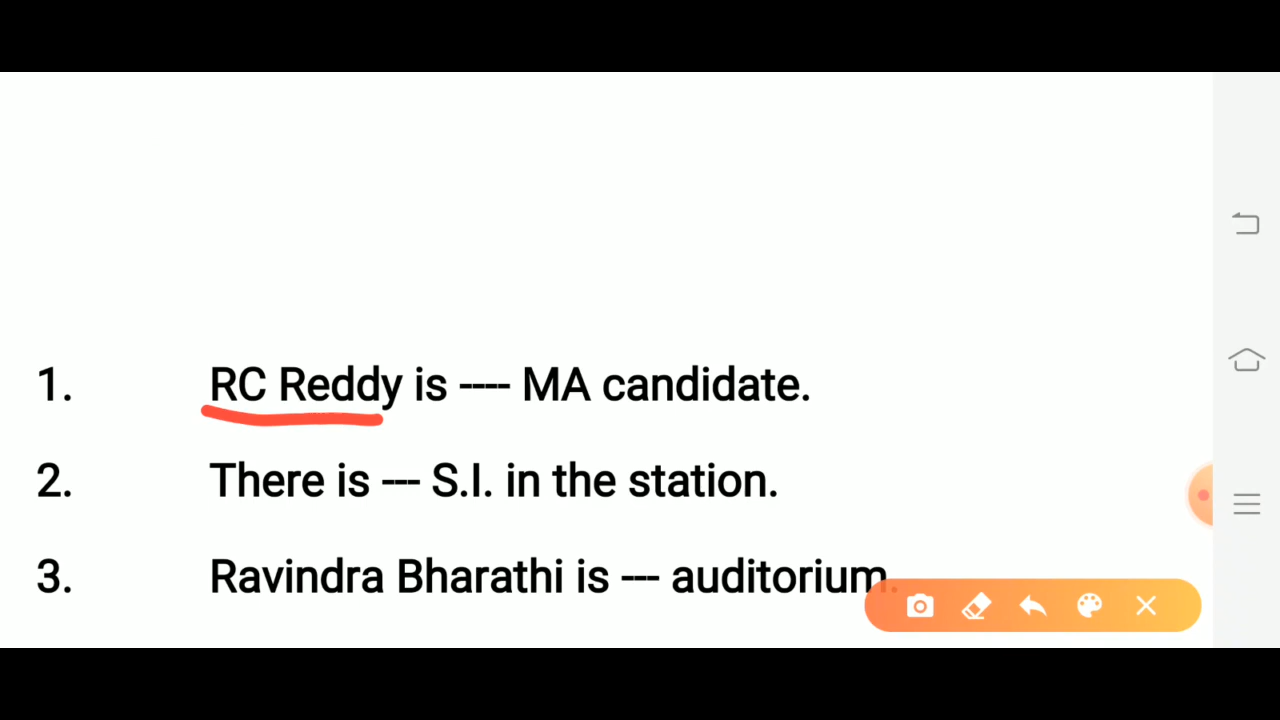 1. RC Reddy is ---- MA candidate.
2. There is --- S.I. in the station.
3. Ravindra Bharathi is --- auditorium.